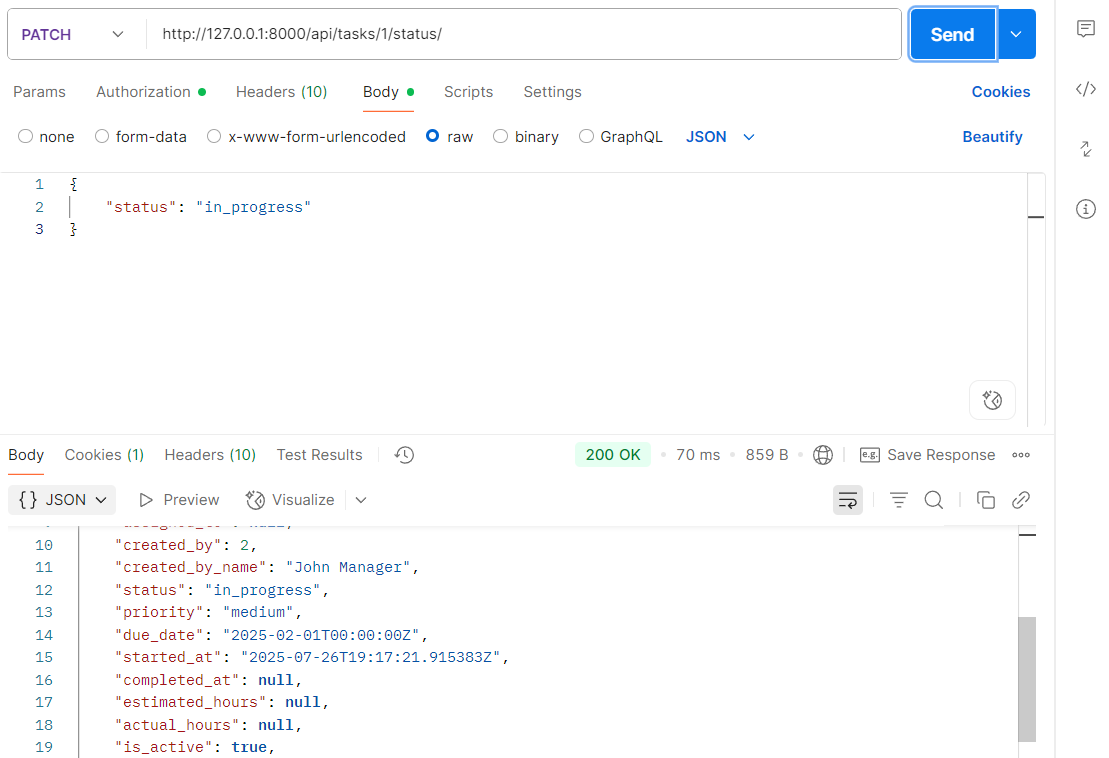 PATCH http://127.0.0.1:8000/api/tasks/1/status/ Send
Params Authorization Headers (10) Body Scripts Settings Cookies
none form-data x-www-form-urlencoded raw binary GraphQL JSON Beautify
1 {
2 "status": "in_progress"
3 }
Body Cookies (1) Headers (10) Test Results 200 OK 70 ms 859 B e.g. Save Response
{} JSON Preview Visualize
10 "created_by": 2,
11 "created_by_name": "John Manager",
12 "status": "in_progress",
13 "priority": "medium",
14 "due_date": "2025-02-01T00:00:00Z",
15 "started_at": "2025-07-26T19:17:21.915383Z",
16 "completed_at": null,
17 "estimated_hours": null,
18 "actual_hours": null,
19 "is_active": true,